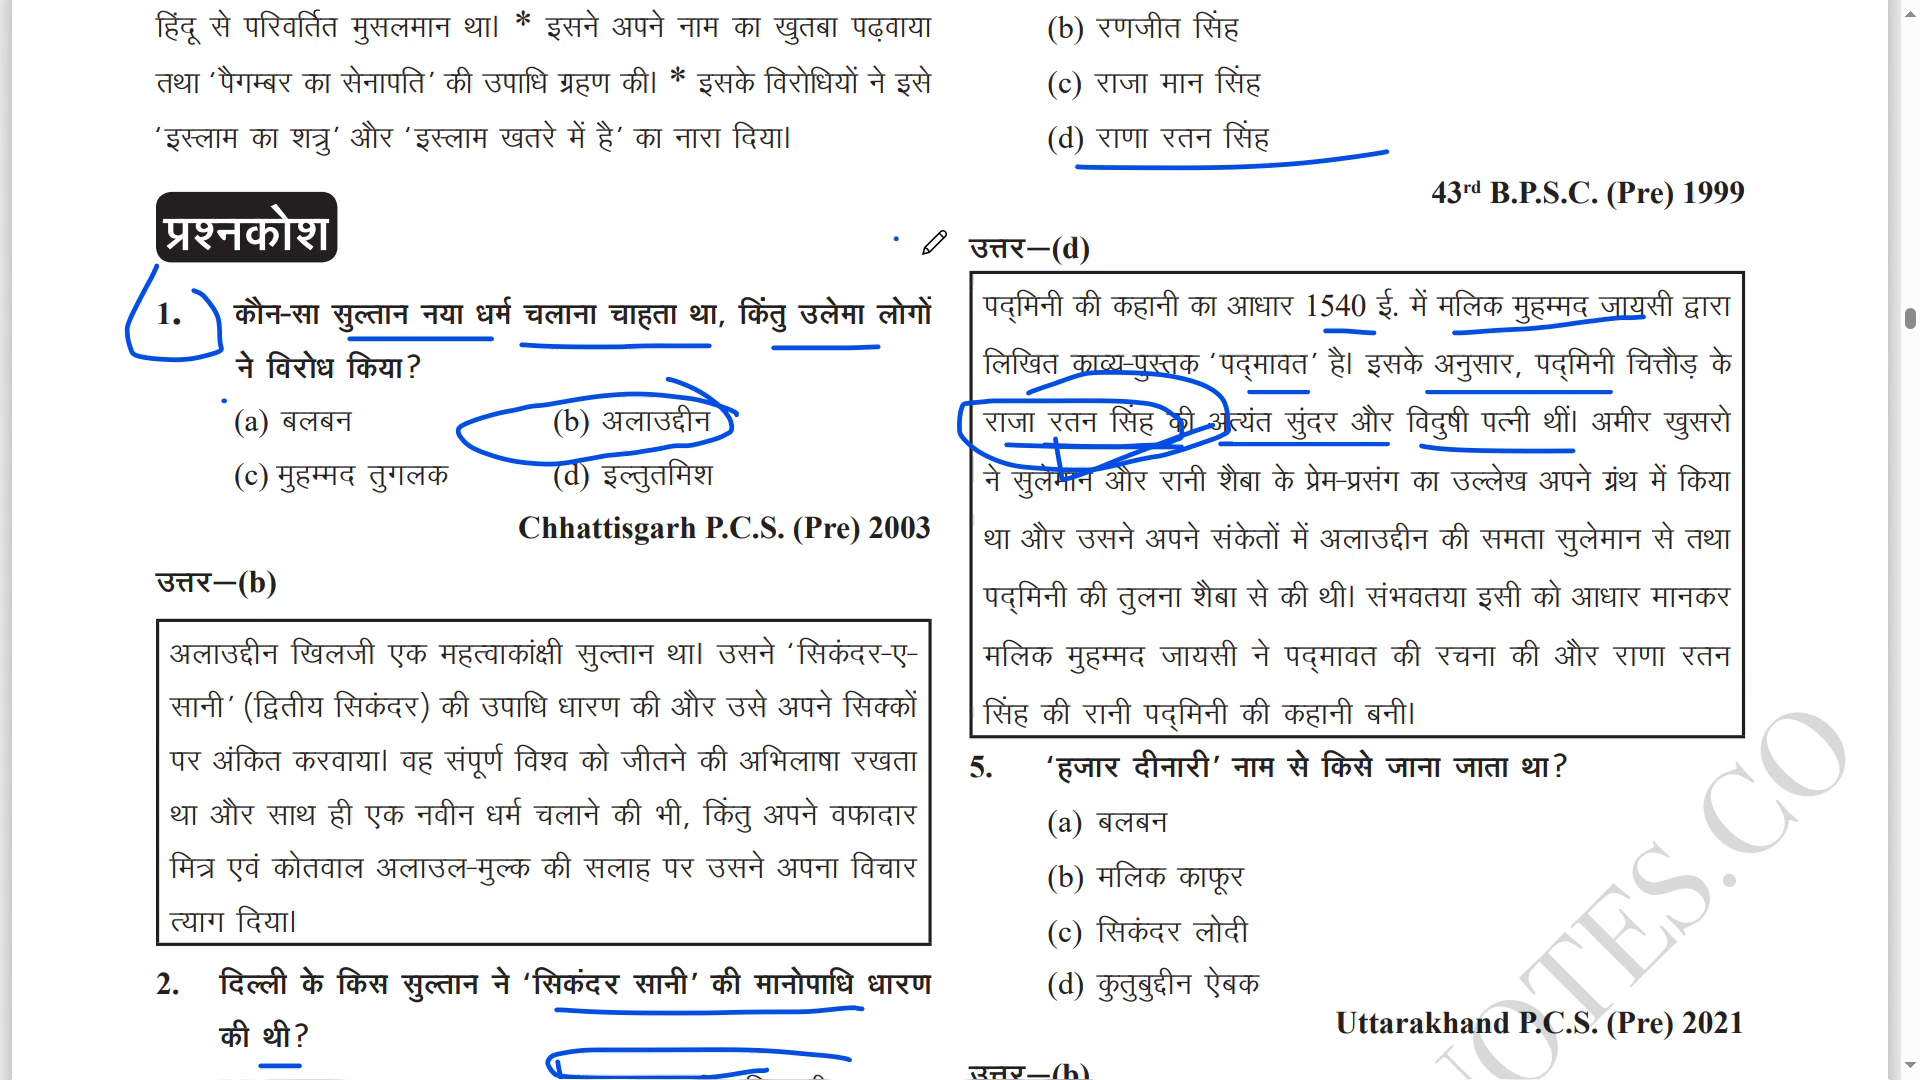 हिंदू से परिवर्तित मुसलमान था। * इसने अपने नाम का खुतबा पढ़वाया
तथा ‘पैगम्बर का सेनापति’ की उपाधि ग्रहण की। * इसके विरोधियों ने इसे
‘इस्लाम का शत्रु’ और ‘इस्लाम खतरे में है’ का नारा दिया।
प्रश्नकोश
1. कौन-सा सुल्तान नया धर्म चलाना चाहता था, किंतु उलेमा लोगों
ने विरोध किया?
(a) बलबन (b) अलाउद्दीन
(c) मुहम्मद तुगलक (d) इल्तुतमिश
Chhattisgarh P.C.S. (Pre) 2003
उत्तर—(b)
अलाउद्दीन खिलजी एक महत्वाकांक्षी सुल्तान था। उसने ‘सिकंदर-ए-
सानी’ (द्वितीय सिकंदर) की उपाधि धारण की और उसे अपने सिक्कों
पर अंकित करवाया। वह संपूर्ण विश्व को जीतने की अभिलाषा रखता
था और साथ ही एक नवीन धर्म चलाने की भी, किंतु अपने वफादार
मित्र एवं कोतवाल अलाउल-मुल्क की सलाह पर उसने अपना विचार
त्याग दिया।
2. दिल्ली के किस सुल्तान ने ‘सिकंदर सानी’ की मानोपाधि धारण
की थी?
(b) रणजीत सिंह
(c) राजा मान सिंह
(d) राणा रतन सिंह
43rd B.P.S.C. (Pre) 1999
उत्तर—(d)
पद्मिनी की कहानी का आधार 1540 ई. में मलिक मुहम्मद जायसी द्वारा
लिखित काव्य-पुस्तक ‘पद्मावत’ है। इसके अनुसार, पद्मिनी चित्तौड़ के
राजा रतन सिंह की अत्यंत सुंदर और विदुषी पत्नी थीं। अमीर खुसरो
ने सुलेमान और रानी शैबा के प्रेम-प्रसंग का उल्लेख अपने ग्रंथ में किया
था और उसने अपने संकेतों में अलाउद्दीन की समता सुलेमान से तथा
पद्मिनी की तुलना शैबा से की थी। संभवतया इसी को आधार मानकर
मलिक मुहम्मद जायसी ने पद्मावत की रचना की और राणा रतन
सिंह की रानी पद्मिनी की कहानी बनी।
5. ‘हजार दीनारी’ नाम से किसे जाना जाता था?
(a) बलबन
(b) मलिक काफूर
(c) सिकंदर लोदी
(d) कुतुबुद्दीन ऐबक
Uttarakhand P.C.S. (Pre) 2021
उत्तर—(b)
NOTES.CO